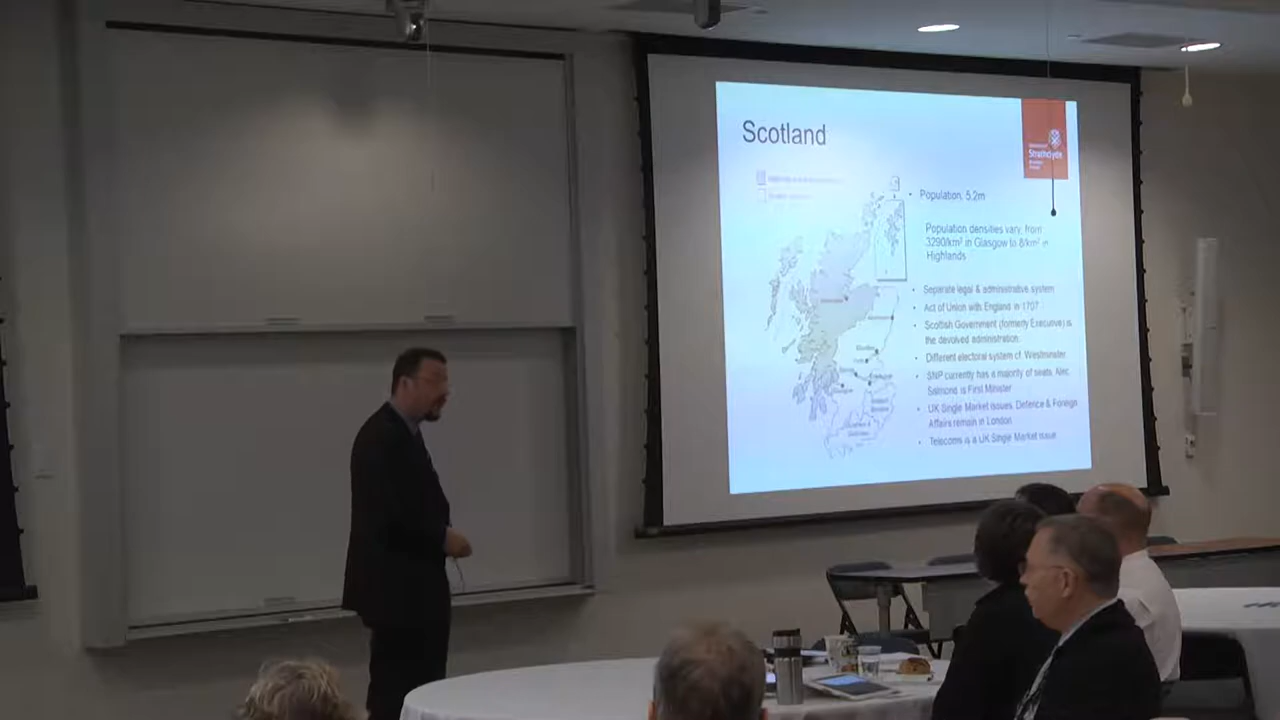 Scotland
Strathclyde
• Population, 5.2m
Population densities vary, from
3290/km² in Glasgow to 8/km² in
Highlands
• Separate legal & administrative system
• Act of Union with England in 1707
• Scottish Government (formerly Executive) is
the devolved administration.
• Different electoral system cf. Westminster.
• SNP currently has a majority of seats. Alec
Salmond is First Minister
• UK Single Market issues, Defence & Foreign
Affairs remain in London
• Telecoms is a UK Single Market issue